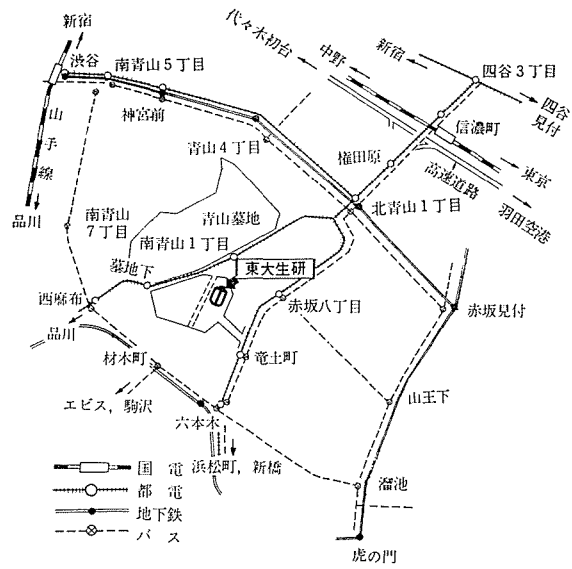 新宿
渋谷
南青山5丁目
神宮前
代々木初台
中野
新宿
四谷3丁目
四谷
見付
信濃町
青山4丁目
権田原
高速道路
東京
羽田空港
山手線
品川
南青山
7丁目
青山墓地
南青山1丁目
北青山1丁目
墓地下
東大生研
西麻布
品川
赤坂八丁目
赤坂見付
材木町
竜土町
エビス，駒沢
六本木
山王下
浜松町，新橋
溜池
虎の門
国電
都電
地下鉄
バス